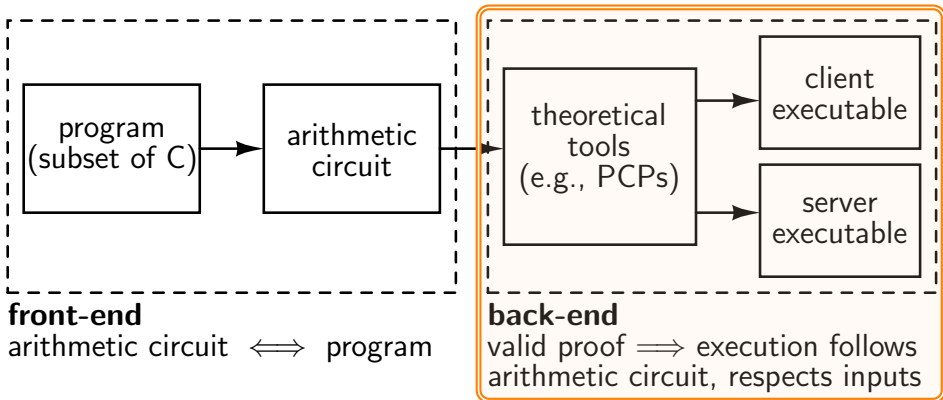 program
(subset of C)
arithmetic
circuit
theoretical
tools
(e.g., PCPs)
client
executable
server
executable
front-end
arithmetic circuit ⟺ program
back-end
valid proof ⟹ execution follows
arithmetic circuit, respects inputs